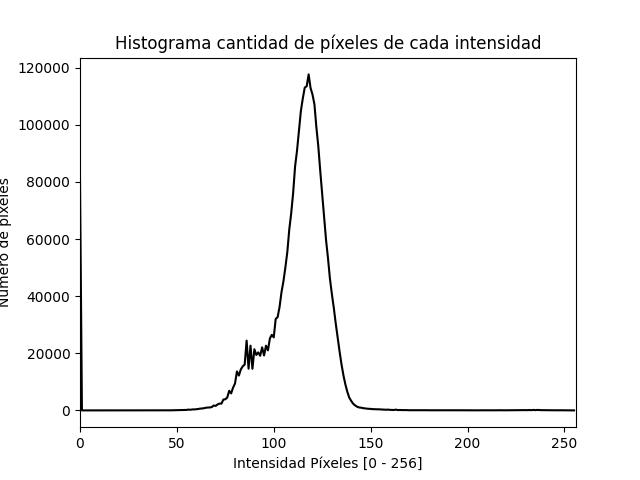 Histograma cantidad de píxeles de cada intensidad
120000
100000
80000
60000
40000
20000
0
Número de píxeles
0 50 100 150 200 250
Intensidad Píxeles [0 - 256]